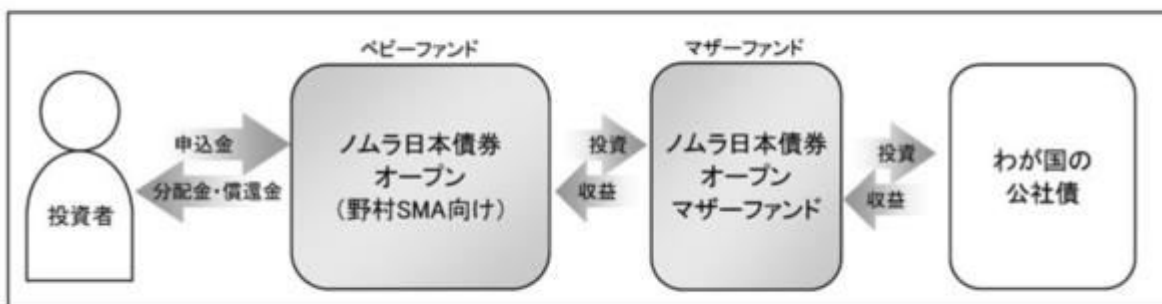 ベビーファンド
マザーファンド
投資者
申込金
分配金・償還金
ノムラ日本債券
オープン
（野村SMA向け）
投資
収益
ノムラ日本債券
オープン
マザーファンド
投資
収益
わが国の
公社債